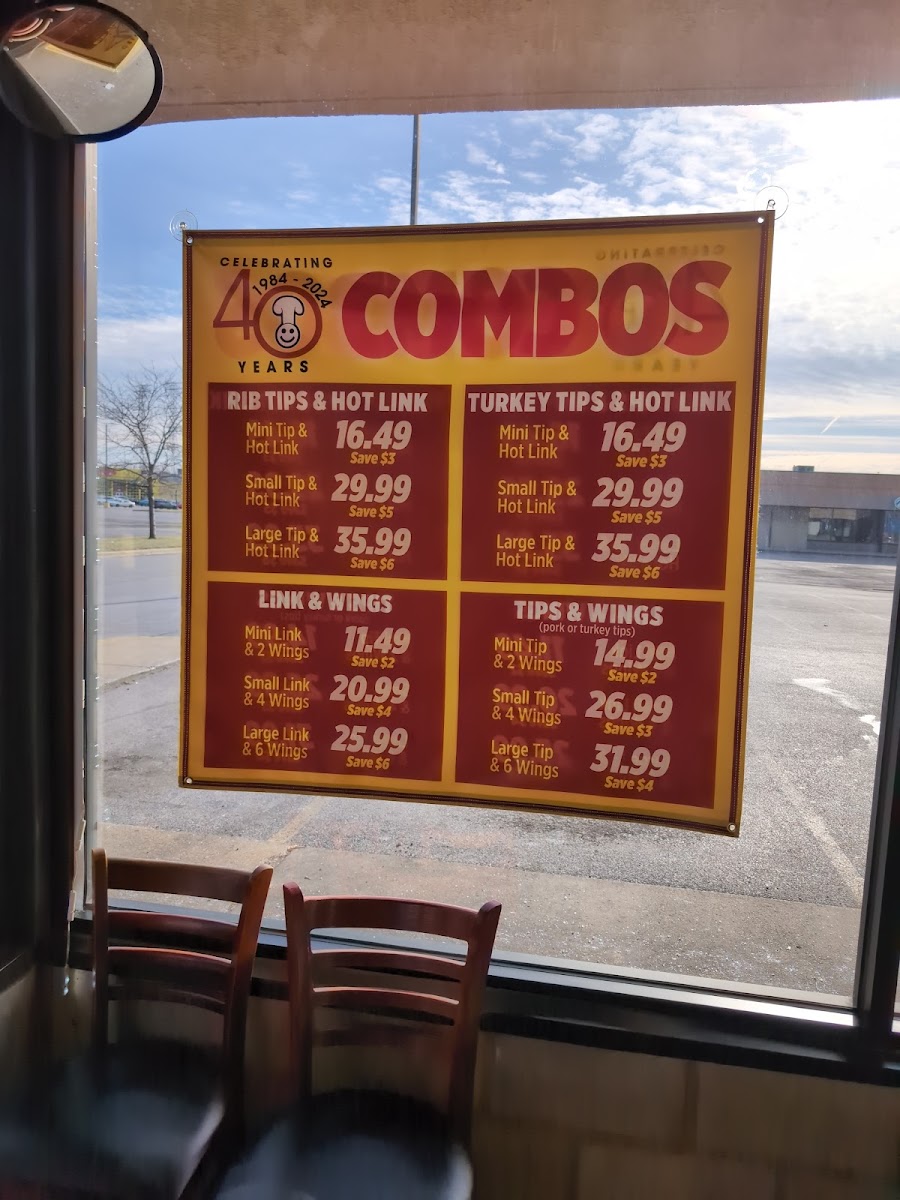 CELEBRATING
40
1984 - 2024
YEARS
COMBOS
RIB TIPS & HOT LINK
Mini Tip &
Hot Link
16.49
Save $3
Small Tip &
Hot Link
29.99
Save $5
Large Tip &
Hot Link
35.99
Save $6
TURKEY TIPS & HOT LINK
Mini Tip &
Hot Link
16.49
Save $3
Small Tip &
Hot Link
29.99
Save $5
Large Tip &
Hot Link
35.99
Save $6
LINK & WINGS
Mini Link
& 2 Wings
11.49
Save $2
Small Link
& 4 Wings
20.99
Save $4
Large Link
& 6 Wings
25.99
Save $6
TIPS & WINGS
(pork or turkey tips)
Mini Tip
& 2 Wings
14.99
Save $2
Small Tip
& 4 Wings
26.99
Save $3
Large Tip
& 6 Wings
31.99
Save $4